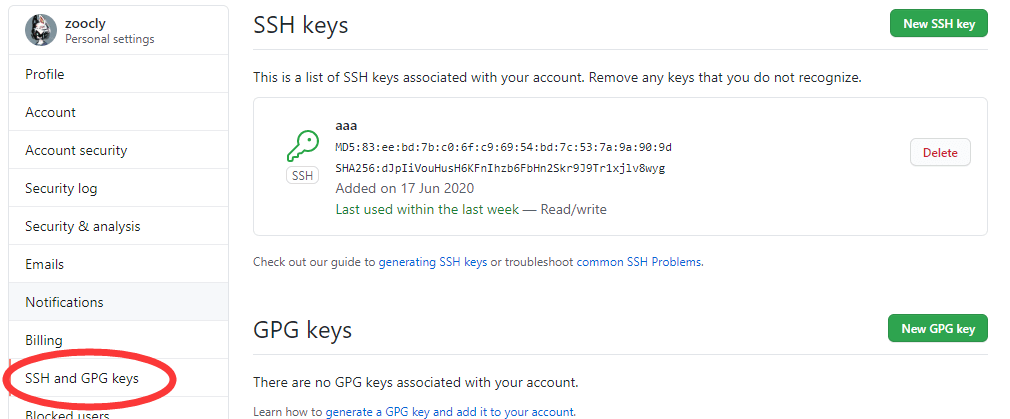 zoocly
Personal settings
Profile
Account
Account security
Security log
Security & analysis
Emails
Notifications
Billing
SSH and GPG keys
Blocked users
SSH keys
New SSH key
This is a list of SSH keys associated with your account. Remove any keys that you do not recognize.
SSH
aaa
MD5:83:ee:bd:7b:c0:6f:c9:69:54:bd:7c:53:7a:9a:90:9d
SHA256:dJpIiVouHusH6KFnIhzb6FbHn2Skr9J9Tr1xjlv8wyg
Added on 17 Jun 2020
Last used within the last week — Read/write
Delete
Check out our guide to generating SSH keys or troubleshoot common SSH Problems.
GPG keys
New GPG key
There are no GPG keys associated with your account.
Learn how to generate a GPG key and add it to your account.